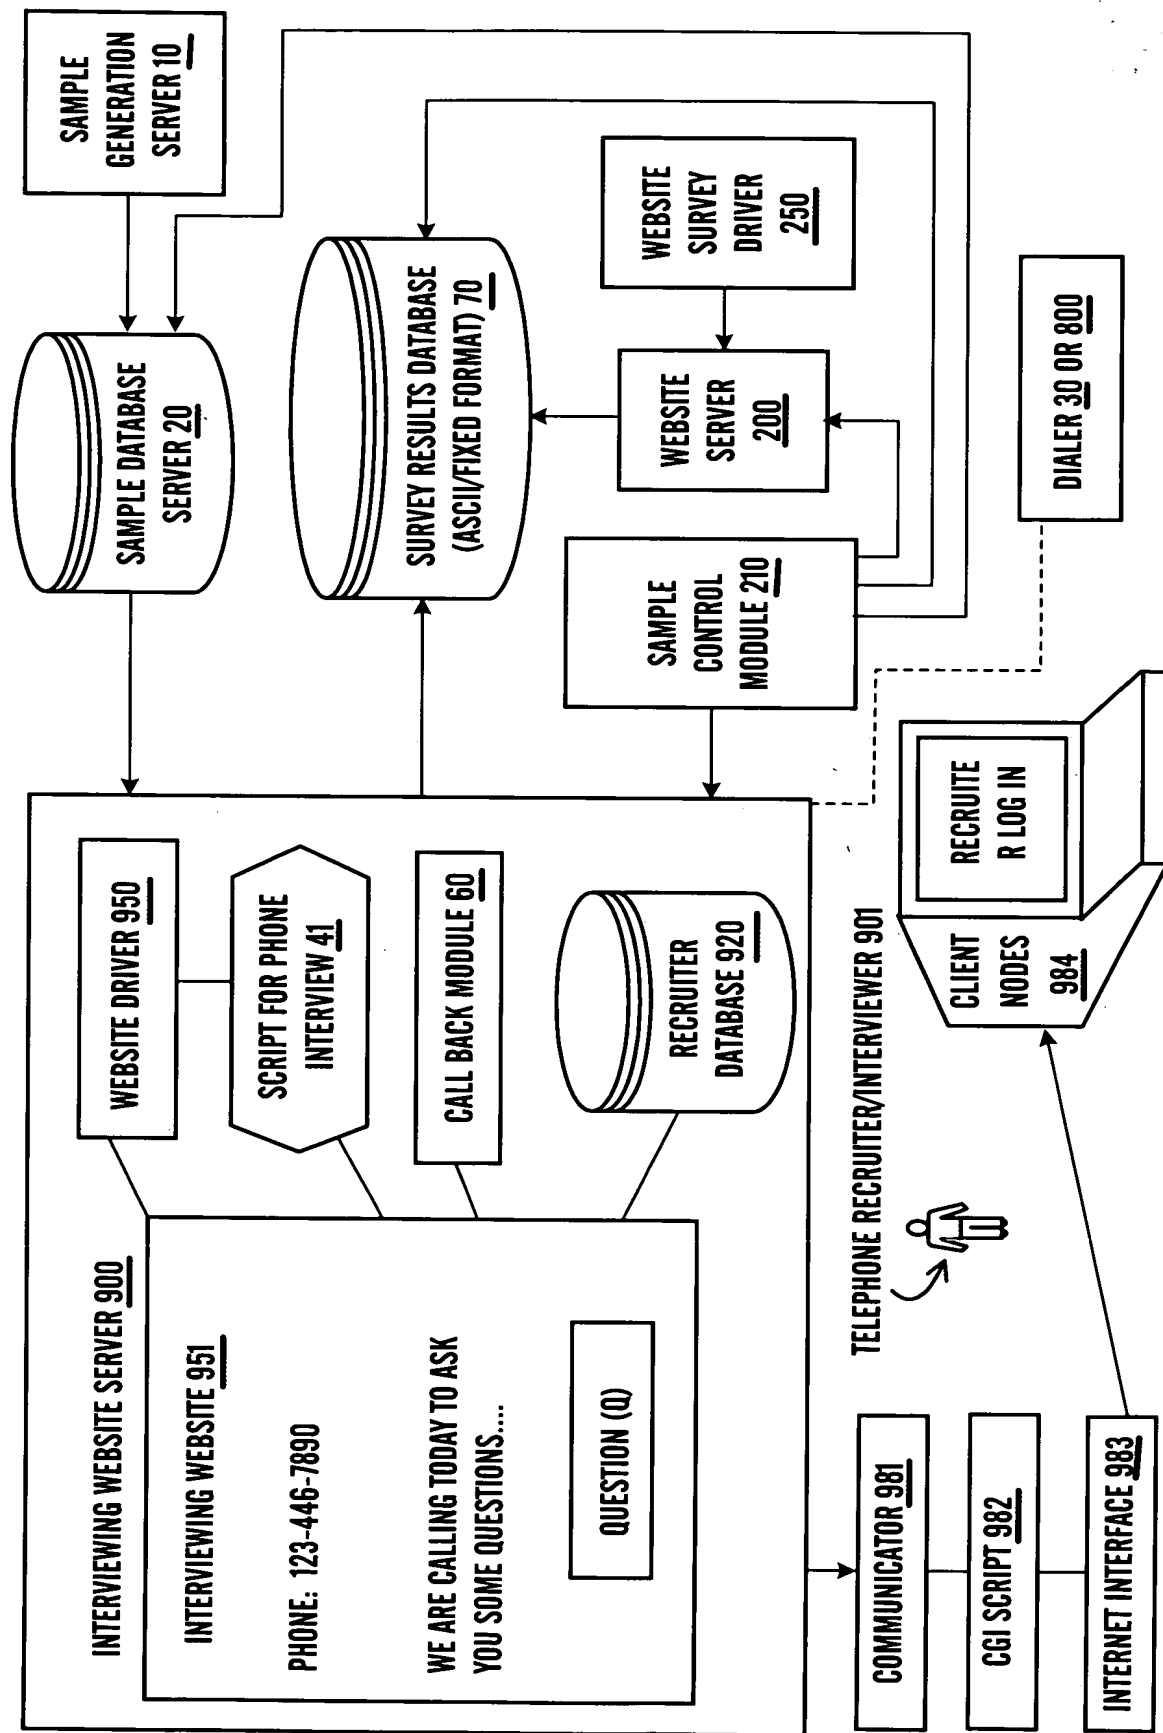 INTERVIEWING WEBSITE SERVER 900
INTERVIEWING WEBSITE 951
PHONE: 123-446-7890
WE ARE CALLING TODAY TO ASK
YOU SOME QUESTIONS....
QUESTION (Q)
WEBSITE DRIVER 950
SCRIPT FOR PHONE
INTERVIEW 41
CALL BACK MODULE 60
RECRUITER
DATABASE 920
SAMPLE DATABASE
SERVER 20
SAMPLE
GENERATION
SERVER 10
SURVEY RESULTS DATABASE
(ASCII/FIXED FORMAT) 70
SAMPLE
CONTROL
MODULE 210
WEBSITE
SERVER
200
WEBSITE
SURVEY
DRIVER
250
COMMUNICATOR 981
CGI SCRIPT 982
INTERNET INTERFACE 983
TELEPHONE RECRUITER/INTERVIEWER 901
CLIENT
NODES
984
RECRUITE
R LOG IN
DIALER 30 OR 800